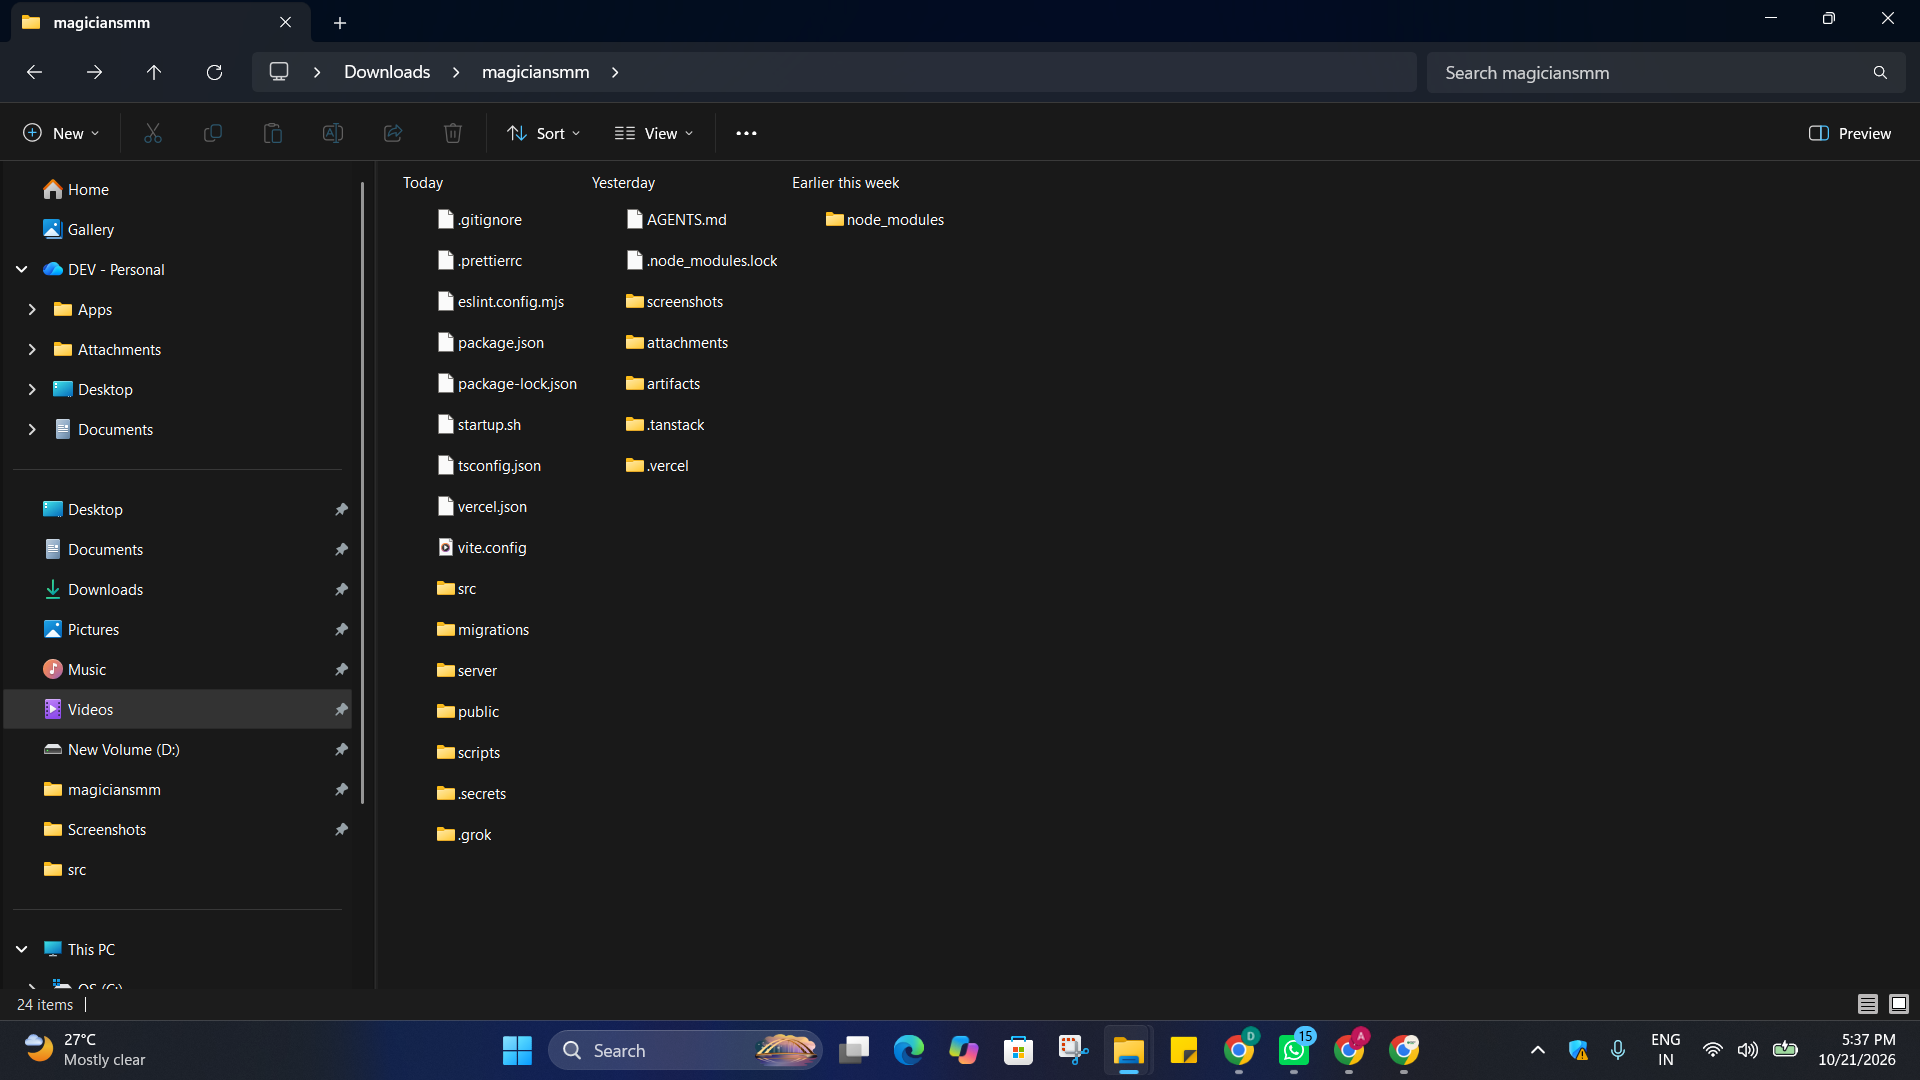 magiciansmm
Downloads
magiciansmm
Search magiciansmm
New
Sort
View
Preview
Home
Gallery
DEV - Personal
Apps
Attachments
Desktop
Documents
Desktop
Documents
Downloads
Pictures
Music
Videos
New Volume (D:)
magiciansmm
Screenshots
src
This PC
OS (C:)
Today
.gitignore
.prettierrc
eslint.config.mjs
package.json
package-lock.json
startup.sh
tsconfig.json
vercel.json
vite.config
src
migrations
server
public
scripts
.secrets
.grok
Yesterday
AGENTS.md
.node_modules.lock
screenshots
attachments
artifacts
.tanstack
.vercel
Earlier this week
node_modules
24 items
27°C
Mostly clear
Search
D
15
A
ENG
IN
5:37 PM
10/21/2026